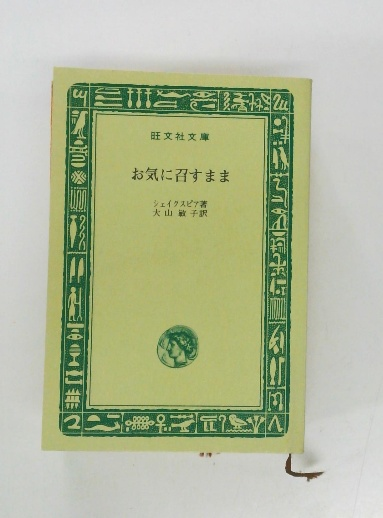 旺文社文庫
お気に召すまま
シェイクスピア著
大山敏子訳